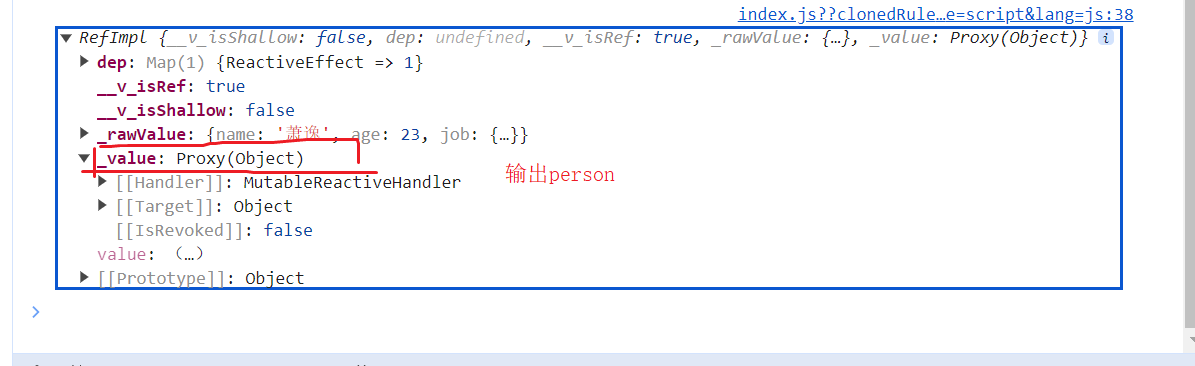 index.js??clonedRule…e=script&lang=js:38
RefImpl {__v_isShallow: false, dep: undefined, __v_isRef: true, _rawValue: {…}, _value: Proxy(Object)} i
dep: Map(1) {ReactiveEffect => 1}
__v_isRef: true
__v_isShallow: false
_rawValue: {name: '萧逸', age: 23, job: {…}}
_value: Proxy(Object)
[[Handler]]: MutableReactiveHandler
输出person
[[Target]]: Object
[[IsRevoked]]: false
value: (…)
[[Prototype]]: Object